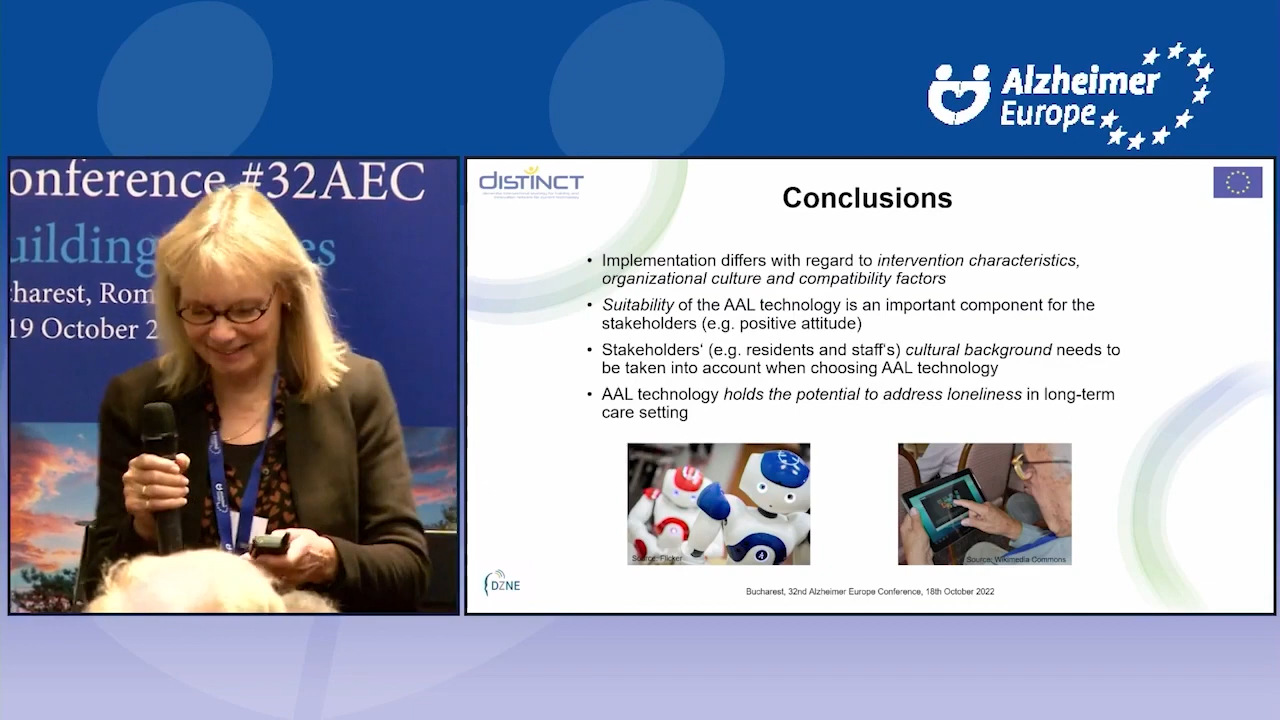 Alzheimer
Europe
onference #32AEC
uilding
es
charest, Rom
19 October 2
DISTINCT
Conclusions
• Implementation differs with regard to intervention characteristics,
organizational culture and compatibility factors
• Suitability of the AAL technology is an important component for the
stakeholders (e.g. positive attitude)
• Stakeholders‘ (e.g. residents and staff‘s) cultural background needs to
be taken into account when choosing AAL technology
• AAL technology holds the potential to address loneliness in long-term
care setting
Source: Flicker
Source: Wikimedia Commons
DZNE
Bucharest, 32nd Alzheimer Europe Conference, 18th October 2022